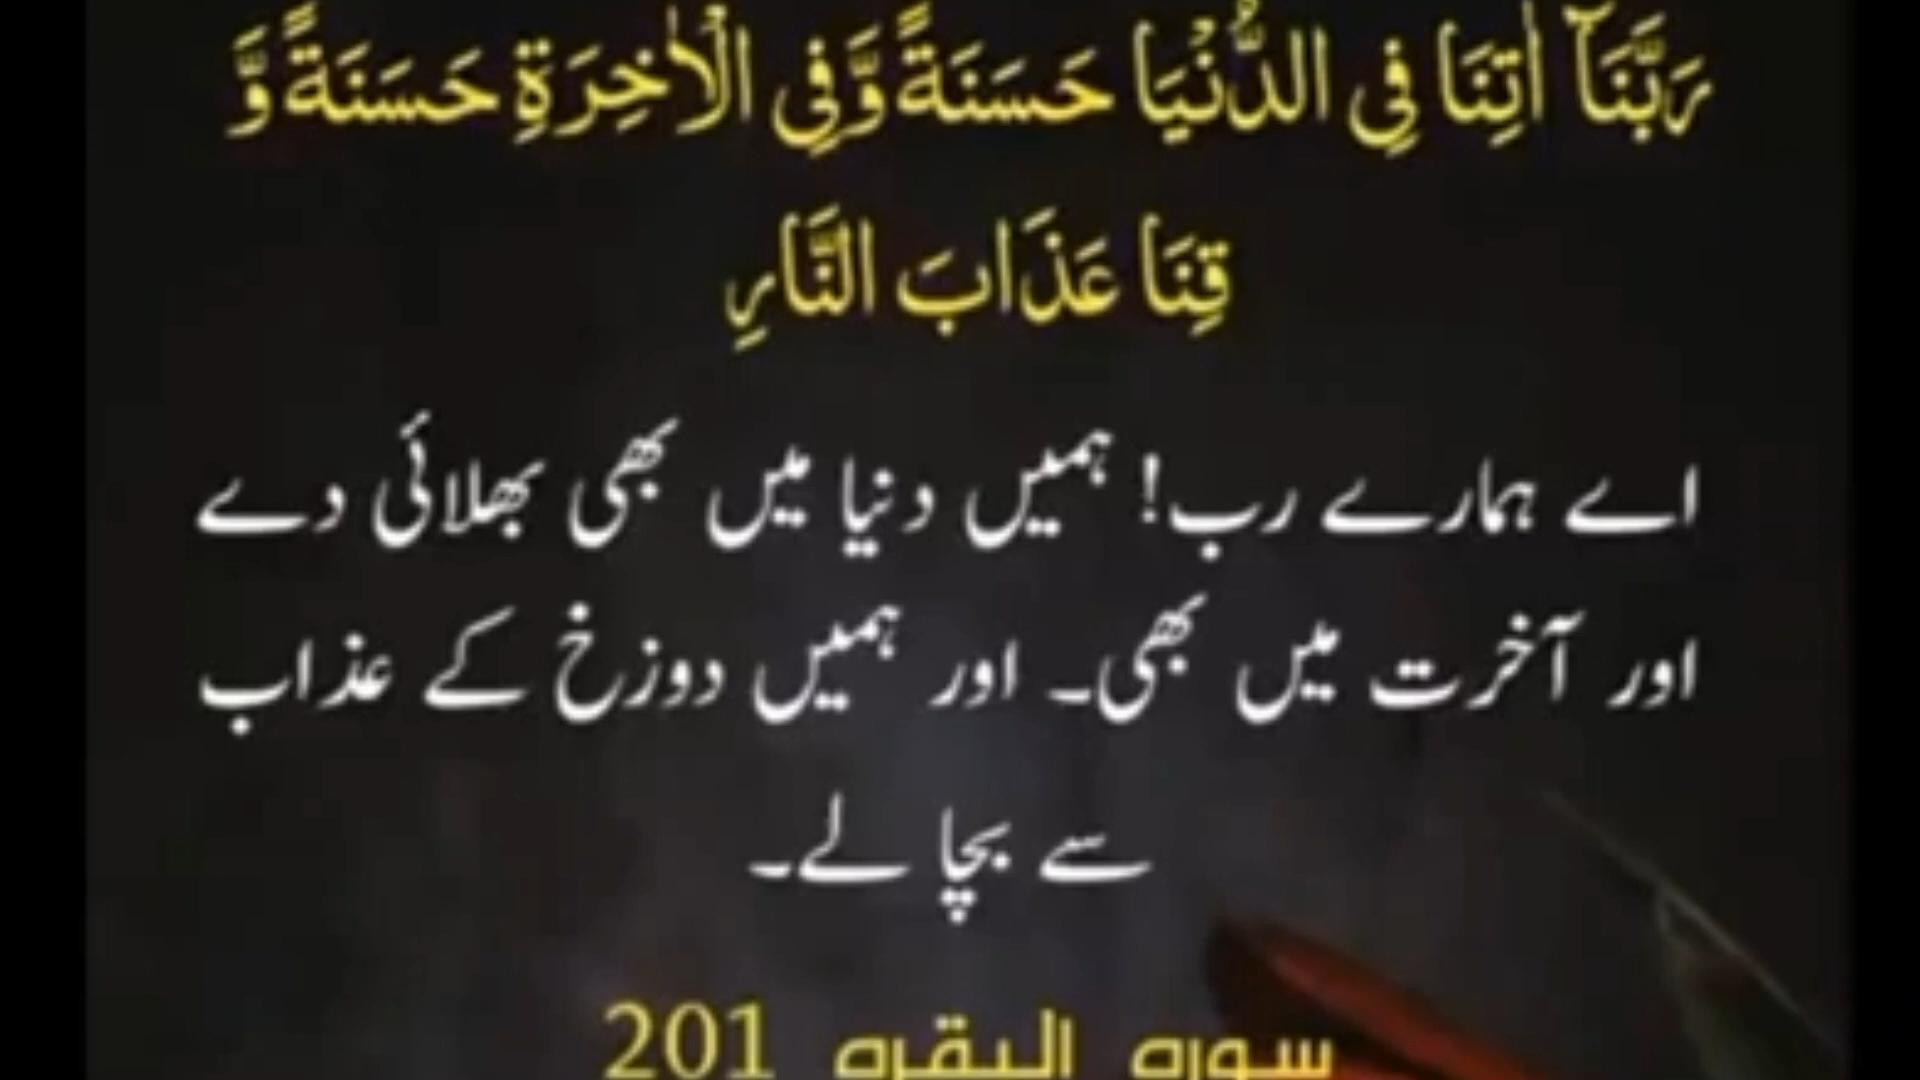 رَبَّنَآ اٰتِنَا فِی الدُّنْیَا حَسَنَةً وَّفِی الْاٰخِرَةِ حَسَنَةً وَّ
قِنَا عَذَابَ النَّارِ
اے ہمارے رب! ہمیں دنیا میں بھی بھلائی دے
اور آخرت میں بھی۔ اور ہمیں دوزخ کے عذاب
سے بچا لے۔
سورہ البقرہ 201